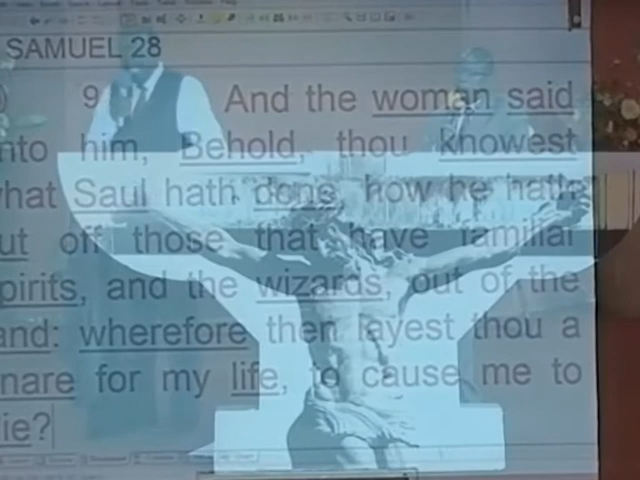 SAMUEL 28
) 9 And the woman said
nto him, Behold, thou knowest
hat Saul hath done, how he hath
ut off those that have familiar
pirits, and the wizards, out of the
and: wherefore then layest thou a
nare for my life, to cause me to
ie?